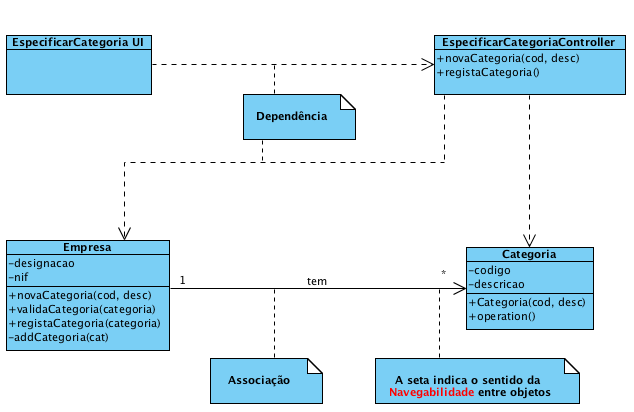 EspecificarCategoria UI
EspecificarCategoriaController
+novaCategoria(cod, desc)
+registaCategoria()
Dependência
Empresa
-designacao
-nif
+novaCategoria(cod, desc)
+validaCategoria(categoria)
+registaCategoria(categoria)
-addCategoria(cat)
1
tem
*
Categoria
-codigo
-descricao
+Categoria(cod, desc)
+operation()
Associação
A seta indica o sentido da
Navegabilidade entre objetos